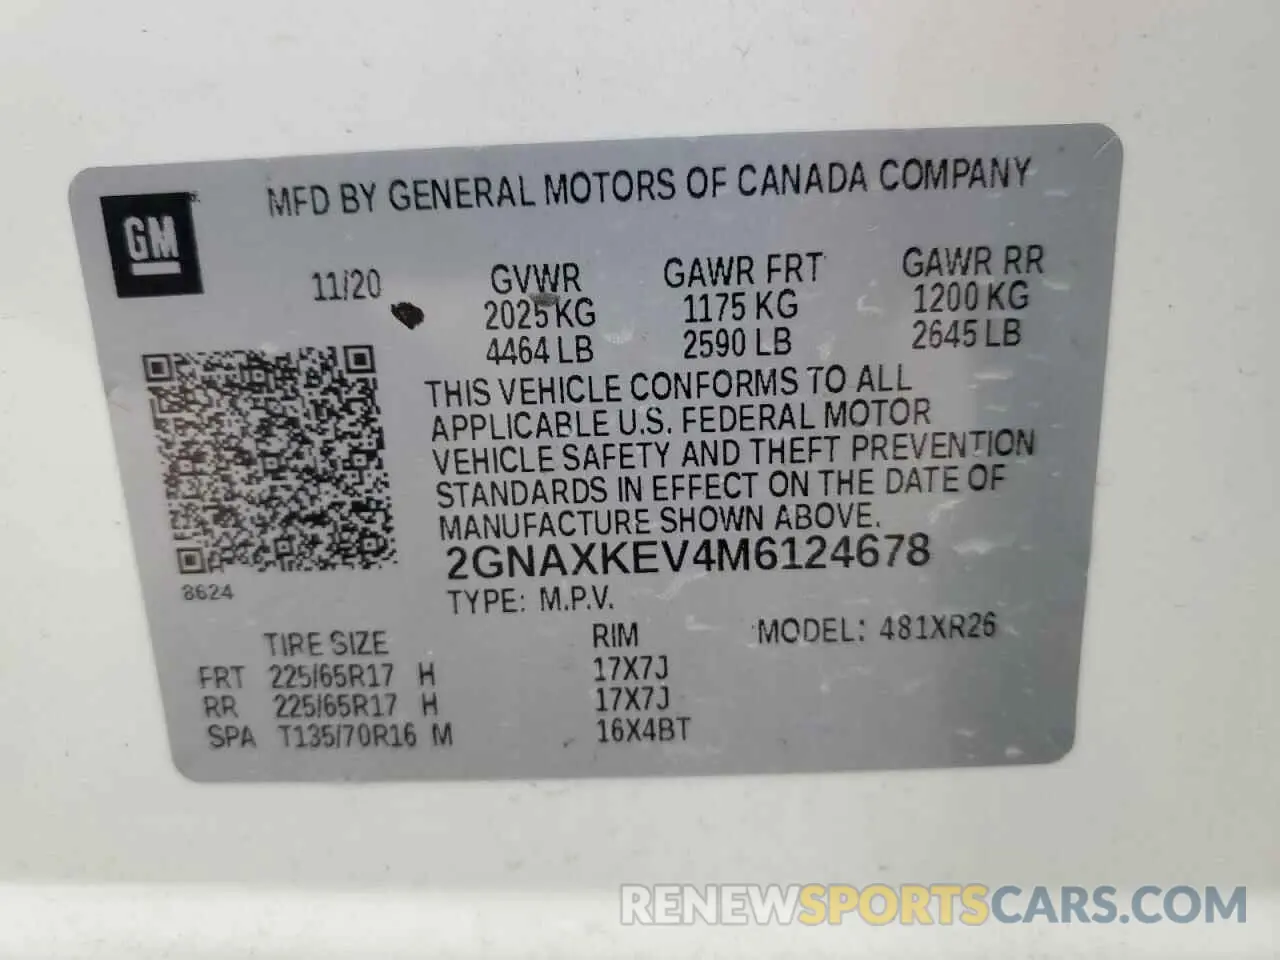 MFD BY GENERAL MOTORS OF CANADA COMPANY
GM
11/20
GVWR GAWR FRT GAWR RR
2025 KG 1175 KG 1200 KG
4464 LB 2590 LB 2645 LB
THIS VEHICLE CONFORMS TO ALL
APPLICABLE U.S. FEDERAL MOTOR
VEHICLE SAFETY AND THEFT PREVENTION
STANDARDS IN EFFECT ON THE DATE OF
MANUFACTURE SHOWN ABOVE.
2GNAXKEV4M6124678
8624
TYPE: M.P.V.
TIRE SIZE RIM MODEL: 481XR26
FRT 225/65R17 H 17X7J
RR 225/65R17 H 17X7J
SPA T135/70R16 M 16X4BT
RENEWSPORTSCARS.COM